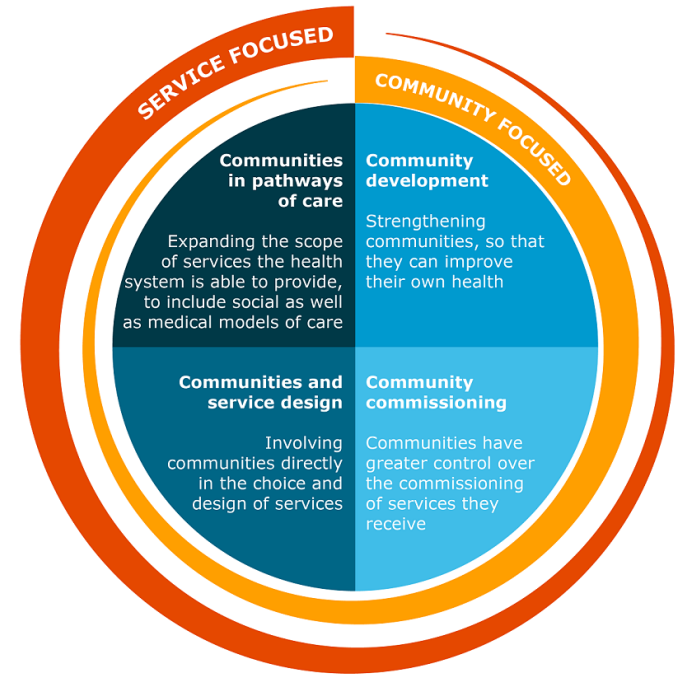 SERVICE FOCUSED
COMMUNITY FOCUSED
Communities
in pathways
of care
Expanding the scope
of services the health
system is able to provide,
to include social as well
as medical models of care
Community
development
Strengthening
communities, so that
they can improve
their own health
Communities and
service design
Involving
communities directly
in the choice and
design of services
Community
commissioning
Communities have
greater control over
the commissioning
of services they
receive